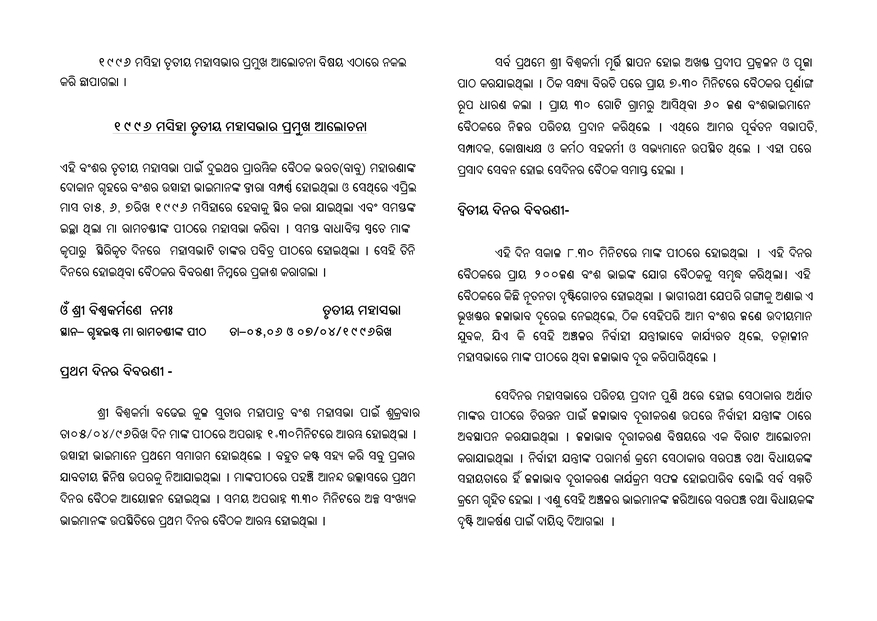 ୧୯୯୬ ମସିହା ତୃତୀୟ ମହାସଭାର ପ୍ରମୁଖ ଆଲୋଚନା ବିଷୟ ଏଠାରେ ନକଲ
କରି ଛାପାଗଲା ।
୧୯୯୬ ମସିହା ତୃତୀୟ ମହାସଭାର ପ୍ରମୁଖ ଆଲୋଚନା
ଏହି ବଂଶର ତୃତୀୟ ମହାସଭା ପାଇଁ ଦୁଇଥର ପ୍ରାରମ୍ଭିକ ବୈଠକ ଭରତ(ବାବୁ) ମହାରଣାଙ୍କ
ଦୋକାନ ଗୃହରେ ବଂଶର ଉତ୍ସାହୀ ଭାଇମାନଙ୍କ ଦ୍ୱାରା ସମ୍ପୂର୍ଣ୍ଣ ହୋଇଥିଲା ଓ ସେଥିରେ ଏପ୍ରିଲ
ମାସ ତା୫, ୬, ୭ରିଖ ୧୯୯୬ ମସିହାରେ ହେବାକୁ ସ୍ଥିର କରା ଯାଇଥିଲା ଏବଂ ସମସ୍ତଙ୍କ
ଇଚ୍ଛା ଥିଲା ମା ରାମଚଣ୍ଡୀଙ୍କ ପୀଠରେ ମହାସଭା କରିବା । ସମସ୍ତ ବାଧାବିଘ୍ନ ସ୍ୱତେ ମାଙ୍କ
କୃପାରୁ ସ୍ଥିରିକୃତ ଦିନରେ ମହାସଭାଟି ତାଙ୍କର ପବିତ୍ର ପୀଠରେ ହୋଇଥିଲା । ସେହି ତିନି
ଦିନରେ ହୋଇଥିବା ବୈଠକର ବିବରଣୀ ନିମ୍ନରେ ପ୍ରକାଶ କରାଗଲା ।
ଓଁ ଶ୍ରୀ ବିଶ୍ୱକର୍ମଣେ ନମଃ ତୃତୀୟ ମହାସଭା
ସ୍ଥାନ– ଗୃହଇଷ୍ଟ ମା ରାମଚଣ୍ଡୀଙ୍କ ପୀଠ ତା–୦୫,୦୬ ଓ ୦୭/୦୪/୧୯୯୬ରିଖ
ପ୍ରଥମ ଦିନର ବିବରଣୀ -
ଶ୍ରୀ ବିଶ୍ୱକର୍ମା ବଢେଇ କୁଳ ସୁତାର ମହାପାତ୍ର ବଂଶ ମହାସଭା ପାଇଁ ଶୁକ୍ରବାର
ତା୦୫/୦୪/୯୬ରିଖ ଦିନ ମାଙ୍କ ପୀଠରେ ଅପରାହ୍ନ ୧.୩୦ମିନିଟରେ ଆରମ୍ଭ ହୋଇଥିଲା ।
ଉତ୍ସାହୀ ଭାଇମାନେ ପ୍ରଥମେ ସମାଗମ ହୋଇଥିଲେ । ବହୁତ କଷ୍ଟ ସହ୍ୟ କରି ସବୁ ପ୍ରକାର
ଯାବତୀୟ ଜିନିଷ ଉପରକୁ ନିଆଯାଇଥିଲା । ମାଙ୍କପୀଠରେ ପହଞ୍ଚି ଆନନ୍ଦ ଉଲ୍ଲାସରେ ପ୍ରଥମ
ଦିନର ବୈଠକ ଆୟୋଜନ ହୋଇଥିଲା । ସମୟ ଅପରାହ୍ନ ୩.୩୦ ମିନିଟରେ ଅଳ୍ପ ସଂଖ୍ୟକ
ଭାଇମାନଙ୍କ ଉପସ୍ଥିତିରେ ପ୍ରଥମ ଦିନର ବୈଠକ ଆରମ୍ଭ ହୋଇଥିଲା ।
ସର୍ବ ପ୍ରଥମେ ଶ୍ରୀ ବିଶ୍ୱକର୍ମା ମୂର୍ତ୍ତି ସ୍ଥାପନ ହୋଇ ଅଖଣ୍ଡ ପ୍ରଦୀପ ପ୍ରଜ୍ୱଳନ ଓ ପୂଜା
ପାଠ କରଯାଇଥିଲା । ଠିକ ସନ୍ଧ୍ୟା ବିରତି ପରେ ପ୍ରାୟ ୭.୩୦ ମିନିଟରେ ବୈଠକର ପୂର୍ଣାଙ୍ଗ
ରୂପ ଧାରଣ କଲା । ପ୍ରାୟ ୩୦ ଗୋଟି ଗ୍ରାମରୁ ଆସିଥିବା ୬୦ ଜଣ ବଂଶଭାଇମାନେ
ବୈଠକରେ ନିଜର ପରିଚୟ ପ୍ରଦାନ କରିଥିଲେ । ଏଥିରେ ଆମର ପୂର୍ବତନ ସଭାପତି,
ସମ୍ପାଦକ, କୋଷାଧ୍ୟକ୍ଷ ଓ କର୍ମଠ ସହକର୍ମୀ ଓ ସଭ୍ୟମାନେ ଉପସ୍ଥିତ ଥିଲେ । ଏହା ପରେ
ପ୍ରସାଦ ସେବନ ହୋଇ ସେଦିନର ବୈଠକ ସମାପ୍ତ ହେଲା ।
ଦ୍ୱିତୀୟ ଦିନର ବିବରଣୀ-
ଏହି ଦିନ ସକାଳ ୮.୩୦ ମିନିଟରେ ମାଙ୍କ ପୀଠରେ ହୋଇଥିଲା । ଏହି ଦିନର
ବୈଠକରେ ପ୍ରାୟ ୨୦୦ଜଣ ବଂଶ ଭାଇଙ୍କ ଯୋଗ ବୈଠକକୁ ସମୃଦ୍ଧ କରିଥିଲା। ଏହି
ବୈଠକରେ କିଛି ନୂତନତା ଦୃଷ୍ଟିଗୋଚର ହୋଇଥିଲା । ଭାଗୀରଥୀ ଯେପରି ଗଙ୍ଗାକୁ ଅଣାଇ ଏ
ଭୂଖଣ୍ଡର ଜଳାଭାବ ଦୂରେଇ ନେଇଥିଲେ, ଠିକ ସେହିପରି ଆମ ବଂଶର ଜଣେ ଉଦୀୟମାନ
ଯୁବକ, ଯିଏ କି ସେହି ଅଞ୍ଚଳର ନିର୍ବାହୀ ଯନ୍ତ୍ରୀଭାବେ କାର୍ଯ୍ୟରତ ଥିଲେ, ତତ୍କାଳୀନ
ମହାସଭାରେ ମାଙ୍କ ପୀଠରେ ଥିବା ଜଳାଭାବ ଦୂର କରିପାରିଥିଲେ ।
ସେଦିନର ମହାସଭାରେ ପରିଚୟ ପ୍ରଦାନ ପୁଣି ଥରେ ହୋଇ ସେଠାକାର ଅର୍ଥାତ
ମାଙ୍କର ପୀଠରେ ଚିରନ୍ତନ ପାଇଁ ଜଳାଭାବ ଦୂରୀକରଣ ଉପରେ ନିର୍ବାହୀ ଯନ୍ତ୍ରୀଙ୍କ ଠାରେ
ଅବସ୍ଥାପନ କରଯାଇଥିଲା । ଜଳାଭାବ ଦୂରୀକରଣ ବିଷୟରେ ଏକ ବିରାଟ ଆଲୋଚନା
କରାଯାଇଥିଲା । ନିର୍ବାହୀ ଯନ୍ତ୍ରୀଙ୍କ ପରାମର୍ଶ କ୍ରମେ ସେଠାକାର ସରପଞ୍ଚ ତଥା ବିଧାୟକଙ୍କ
ସହାୟତାରେ ହିଁ ଜଳାଭାବ ଦୂରୀକରଣ କାର୍ଯ୍ୟକ୍ରମ ସଫଳ ହୋଇପାରିବ ବୋଲି ସର୍ବ ସମ୍ମତି
କ୍ରମେ ଗୃହିତ ହେଲା । ଏଣୁ ସେହି ଅଞ୍ଚଳର ଭାଇମାନଙ୍କ ଜରିଆରେ ସରପଞ୍ଚ ତଥା ବିଧାୟକଙ୍କ
ଦୃଷ୍ଟି ଆକର୍ଷଣ ପାଇଁ ଦାୟିତ୍ୱ ଦିଆଗଲା ।